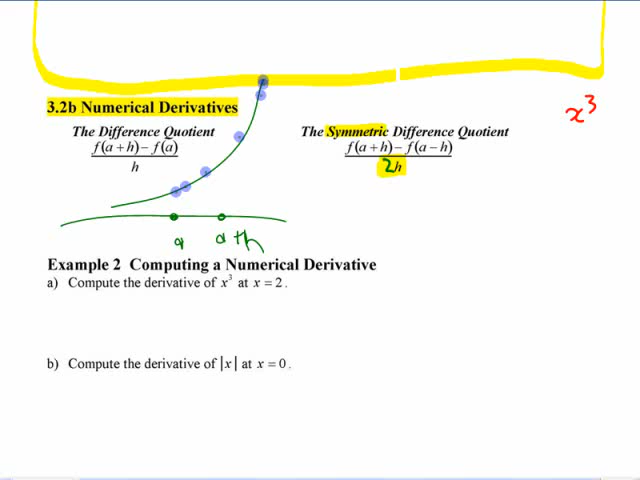 3.2b Numerical Derivatives
x³
The Difference Quotient
f(a + h) − f(a)
h
The Symmetric Difference Quotient
f(a + h) − f(a − h)
2h
a
a + h
Example 2 Computing a Numerical Derivative
a) Compute the derivative of x³ at x = 2.
b) Compute the derivative of |x| at x = 0.